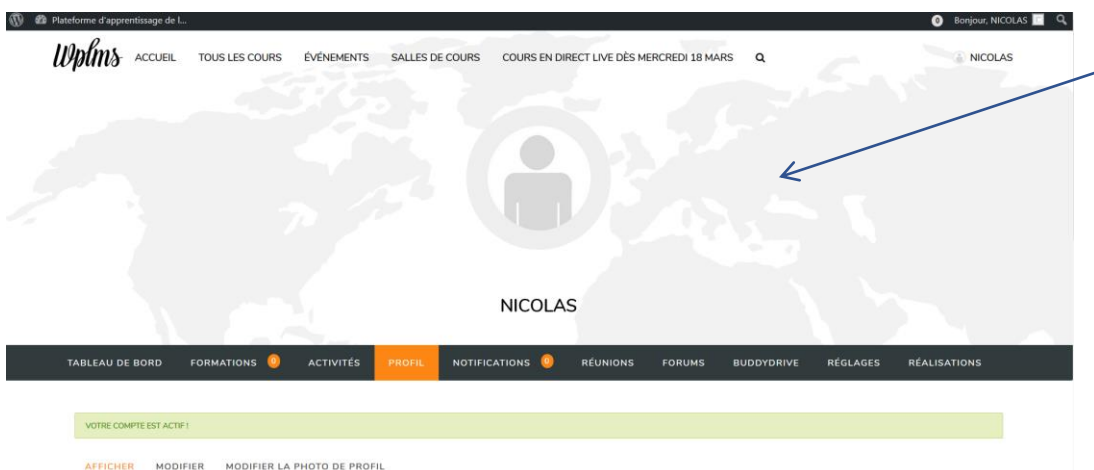 Plateforme d'apprentissage de l... 0 Bonjour, NICOLAS
Wplms ACCUEIL TOUS LES COURS ÉVÉNEMENTS SALLES DE COURS COURS EN DIRECT LIVE DÈS MERCREDI 18 MARS NICOLAS
NICOLAS
TABLEAU DE BORD FORMATIONS 0 ACTIVITÉS PROFIL NOTIFICATIONS 0 RÉUNIONS FORUMS BUDDYDRIVE RÉGLAGES RÉALISATIONS
VOTRE COMPTE EST ACTIF !
AFFICHER MODIFIER MODIFIER LA PHOTO DE PROFIL